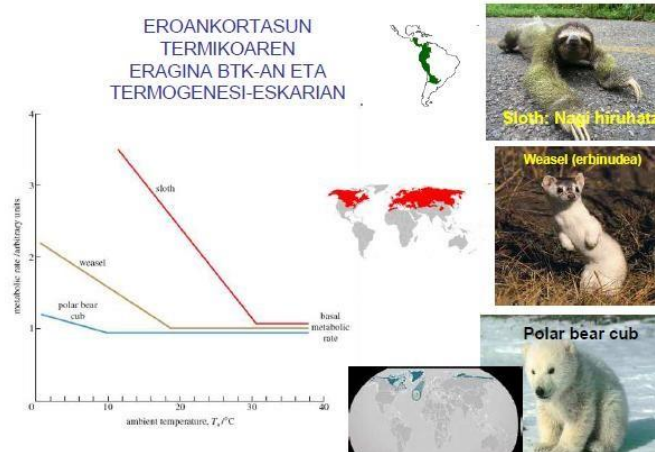 EROANKORTASUN
TERMIKOAREN
ERAGINA BTK-AN ETA
TERMOGENESI-ESKARIAN
Sloth: Nagi hiruhatz
Weasel (erbinudea)
Polar bear cub
metabolic rate /arbitrary units
4
3
2
1
sloth
weasel
polar bear
cub
basal
metabolic
rate
0
10
20
30
40
ambient temperature, Ta /°C